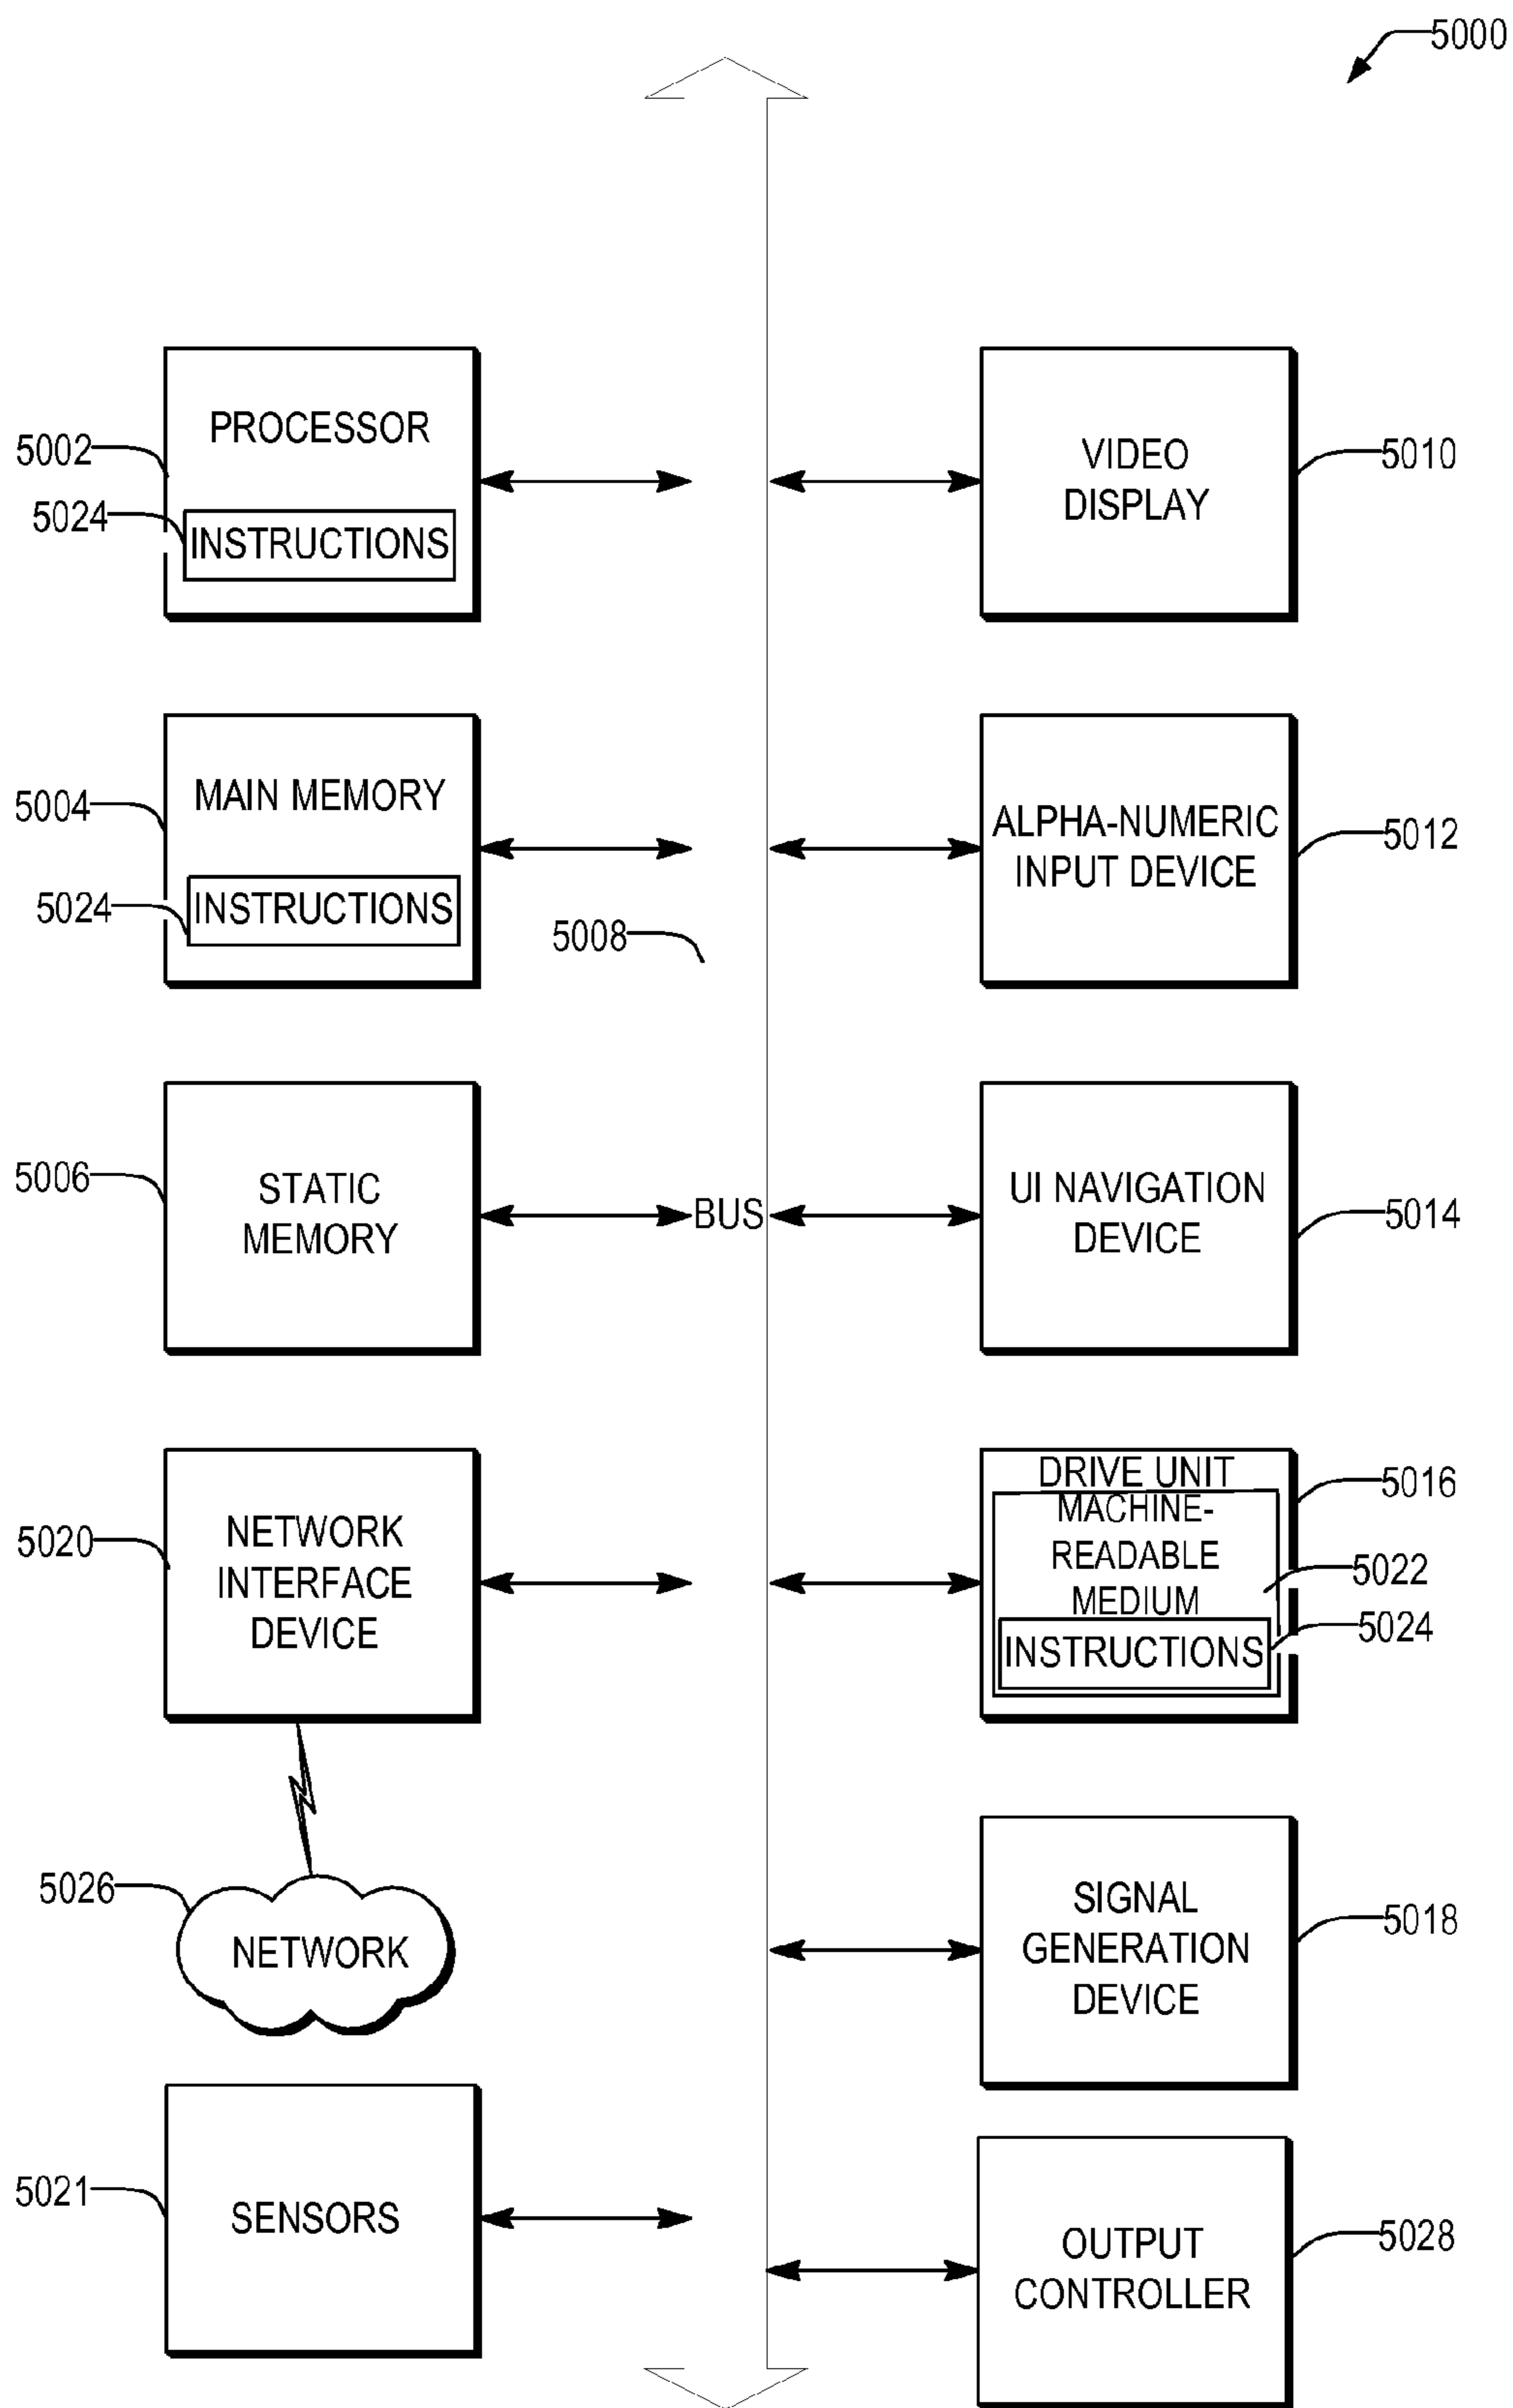 5000
PROCESSOR
5002
5024
INSTRUCTIONS
VIDEO
DISPLAY
5010
MAIN MEMORY
5004
5024
INSTRUCTIONS
5008
ALPHA-NUMERIC
INPUT DEVICE
5012
5006
STATIC
MEMORY
BUS
UI NAVIGATION
DEVICE
5014
5020
NETWORK
INTERFACE
DEVICE
DRIVE UNIT
5016
MACHINE-
READABLE
MEDIUM
5022
5024
INSTRUCTIONS
5026
NETWORK
SIGNAL
GENERATION
DEVICE
5018
5021
SENSORS
OUTPUT
CONTROLLER
5028